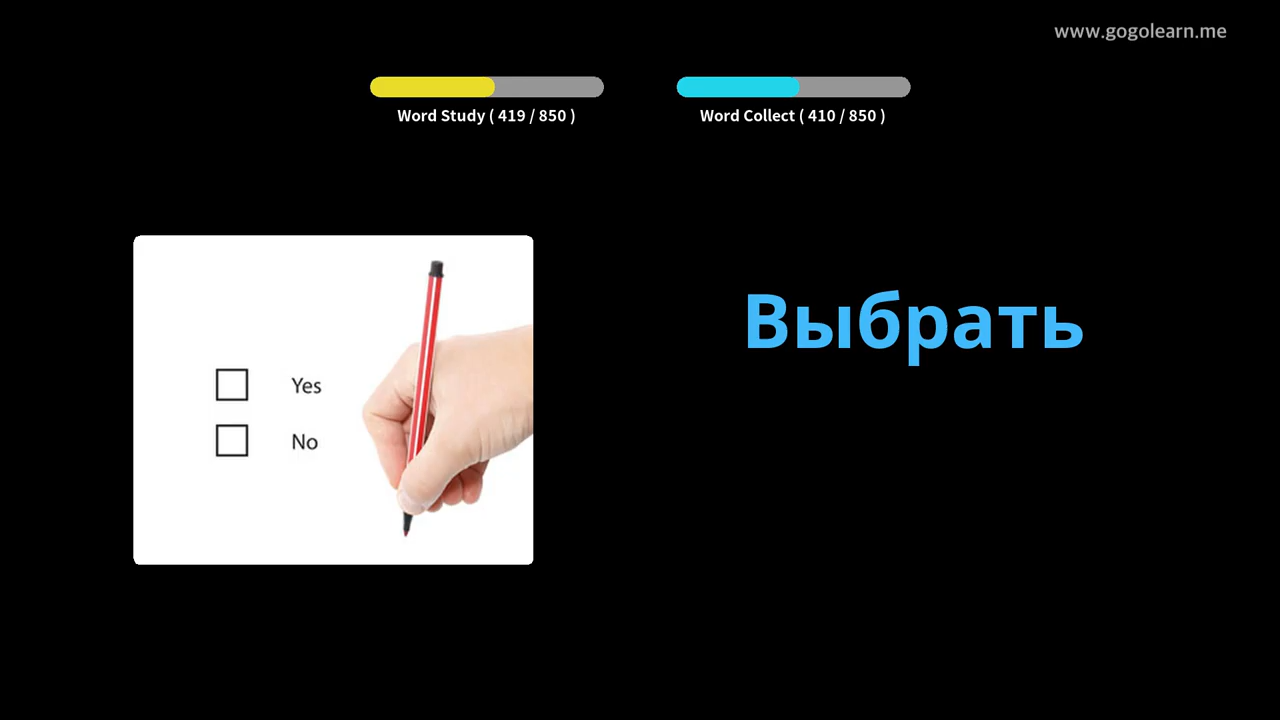 www.gogolearn.me
Word Study ( 419 / 850 )
Word Collect ( 410 / 850 )
Выбрать
Yes
No